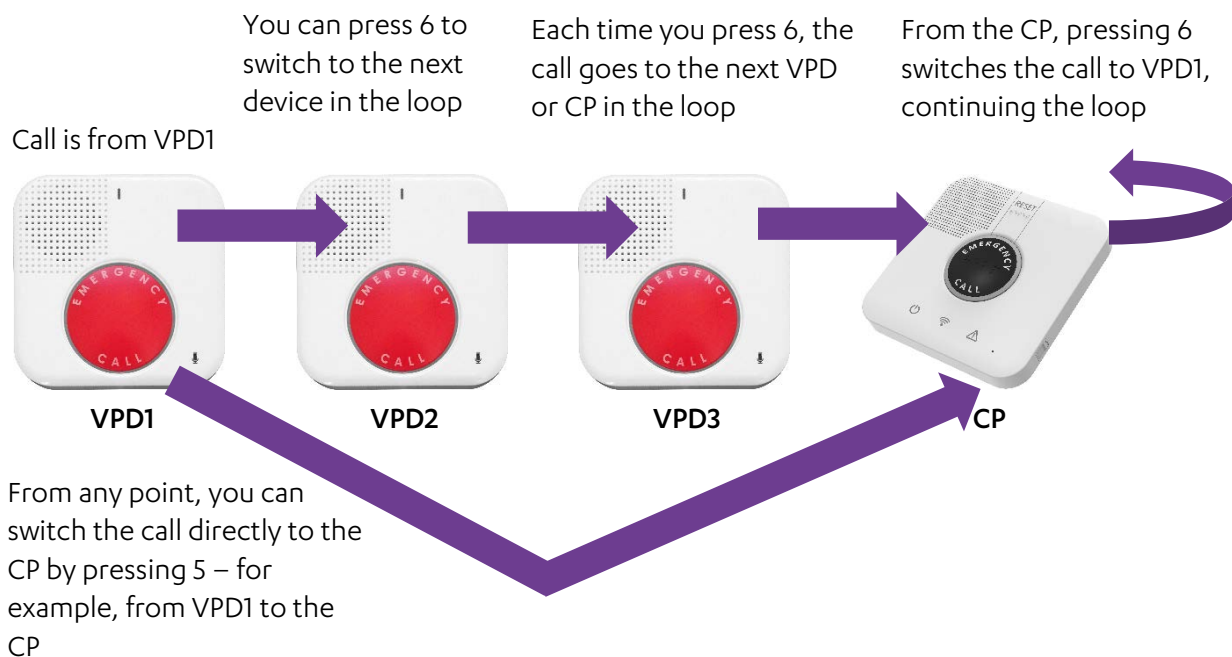 You can press 6 to
switch to the next
device in the loop
Each time you press 6, the
call goes to the next VPD
or CP in the loop
From the CP, pressing 6
switches the call to VPD1,
continuing the loop
Call is from VPD1
EMERGENCY
CALL
EMERGENCY
CALL
EMERGENCY
CALL
RESET
EMERGENCY
CALL
VPD1
VPD2
VPD3
CP
From any point, you can
switch the call directly to the
CP by pressing 5 – for
example, from VPD1 to the
CP